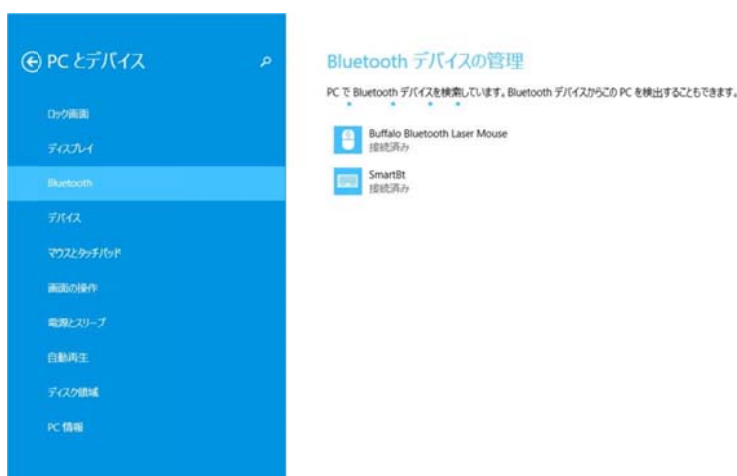 PC とデバイス
ロック画面
ディスプレイ
Bluetooth
デバイス
マウスとタッチパッド
画面の操作
電源とスリープ
自動再生
ディスク領域
PC 情報
Bluetooth デバイスの管理
PC で Bluetooth デバイスを検索しています。Bluetooth デバイスからこの PC を検出することもできます。
Buffalo Bluetooth Laser Mouse
接続済み
SmartBt
接続済み